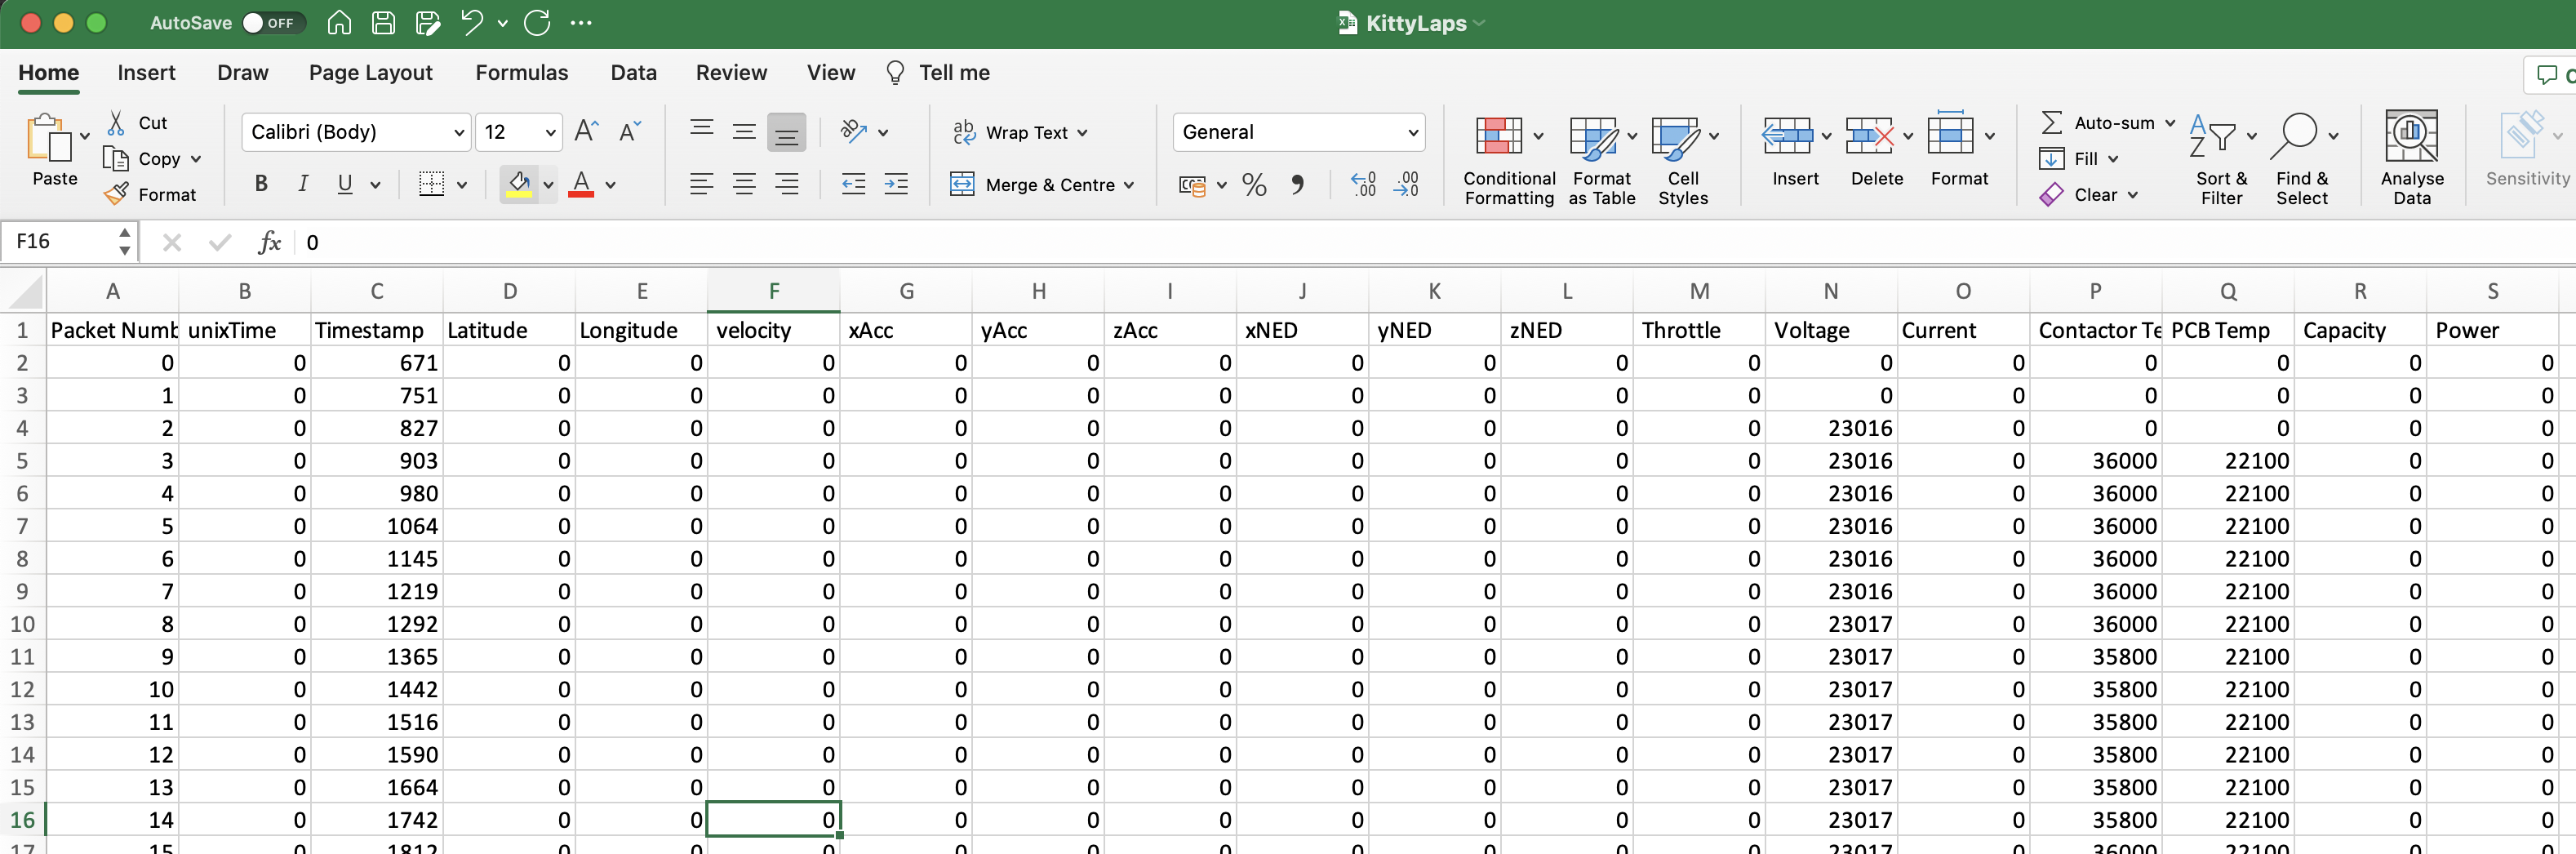 AutoSave OFF KittyLaps
Home Insert Draw Page Layout Formulas Data Review View Tell me
Paste Cut Copy Format
Calibri (Body) 12 A A
B I U A
ab Wrap Text
Merge & Centre
General
% .00 .00
Conditional Formatting Format as Table Cell Styles
Insert Delete Format
Auto-sum Fill Clear
Sort & Filter Find & Select Analyse Data Sensitivity
F16 fx 0
A B C D E F G H I J K L M N O P Q R S
1 Packet Numb unixTime Timestamp Latitude Longitude velocity xAcc yAcc zAcc xNED yNED zNED Throttle Voltage Current Contactor Te PCB Temp Capacity Power
2 0 0 671 0 0 0 0 0 0 0 0 0 0 0 0 0 0 0 0
3 1 0 751 0 0 0 0 0 0 0 0 0 0 0 0 0 0 0 0
4 2 0 827 0 0 0 0 0 0 0 0 0 0 23016 0 0 0 0 0
5 3 0 903 0 0 0 0 0 0 0 0 0 0 23016 0 36000 22100 0 0
6 4 0 980 0 0 0 0 0 0 0 0 0 0 23016 0 36000 22100 0 0
7 5 0 1064 0 0 0 0 0 0 0 0 0 0 23016 0 36000 22100 0 0
8 6 0 1145 0 0 0 0 0 0 0 0 0 0 23016 0 36000 22100 0 0
9 7 0 1219 0 0 0 0 0 0 0 0 0 0 23016 0 36000 22100 0 0
10 8 0 1292 0 0 0 0 0 0 0 0 0 0 23017 0 36000 22100 0 0
11 9 0 1365 0 0 0 0 0 0 0 0 0 0 23017 0 35800 22100 0 0
12 10 0 1442 0 0 0 0 0 0 0 0 0 0 23017 0 35800 22100 0 0
13 11 0 1516 0 0 0 0 0 0 0 0 0 0 23017 0 35800 22100 0 0
14 12 0 1590 0 0 0 0 0 0 0 0 0 0 23017 0 35800 22100 0 0
15 13 0 1664 0 0 0 0 0 0 0 0 0 0 23017 0 35800 22100 0 0
16 14 0 1742 0 0 0 0 0 0 0 0 0 0 23017 0 35800 22100 0 0
17 15 0 1812 0 0 0 0 0 0 0 0 0 0 23017 0 36000 22100 0 0